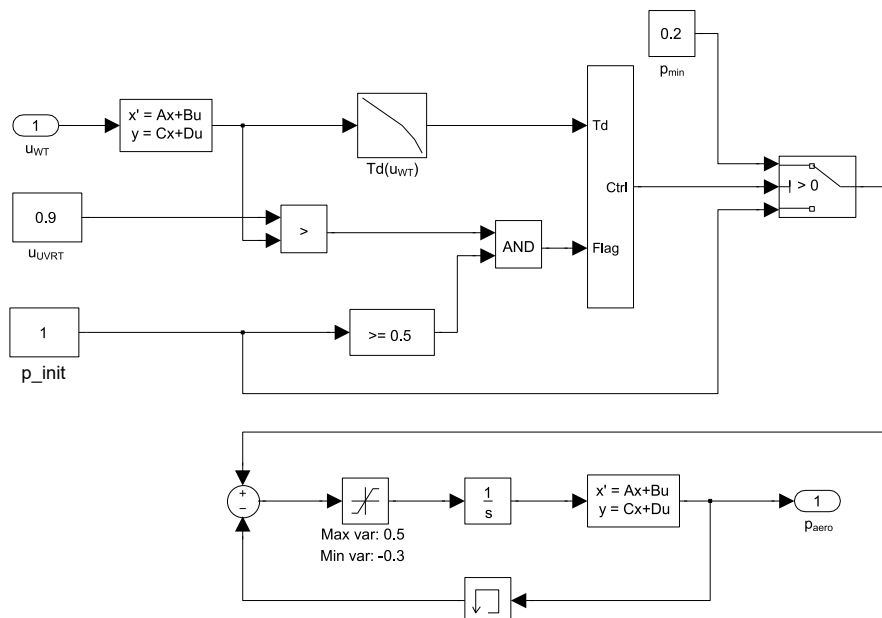 0.2
p_min
1
u_WT
x' = Ax+Bu
y = Cx+Du
Td(u_WT)
Td
Ctrl
Flag
> 0
0.9
u_UVRT
>
AND
1
p_init
>= 0.5
+
−
Max var: 0.5
Min var: -0.3
1
s
x' = Ax+Bu
y = Cx+Du
1
p_aero